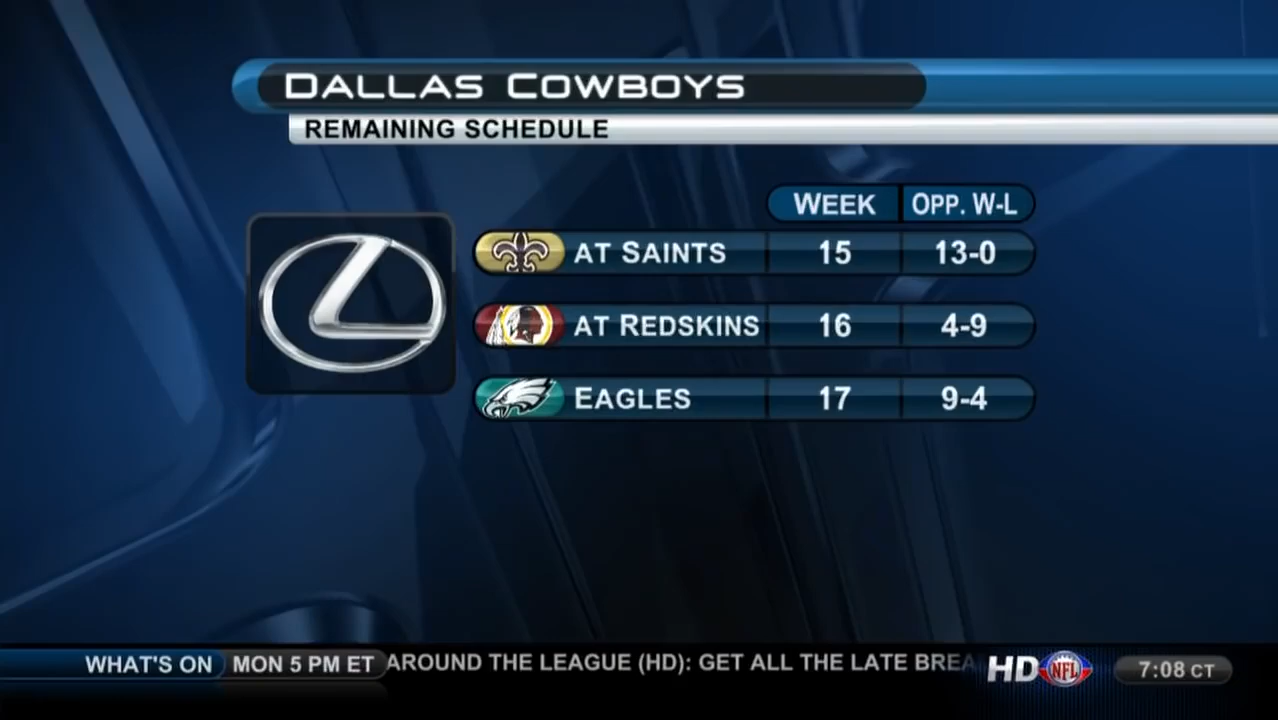 DALLAS COWBOYS
REMAINING SCHEDULE
WEEK OPP. W-L
AT SAINTS 15 13-0
AT REDSKINS 16 4-9
EAGLES 17 9-4
WHAT'S ON MON 5 PM ET AROUND THE LEAGUE (HD): GET ALL THE LATE BREA HD NFL 7:08 CT